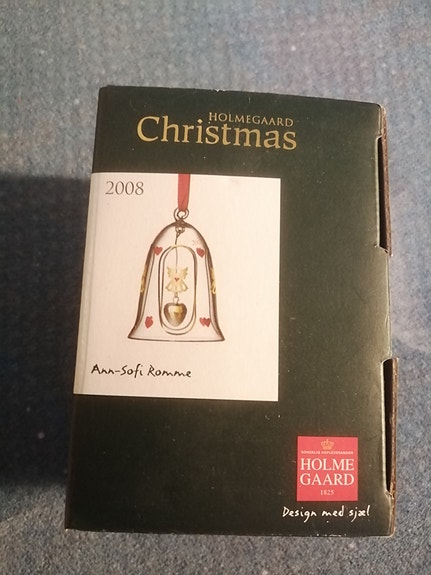 HOLMEGAARD
Christmas
2008
Ann-Sofi Romme
HOLME
GAARD
1825
Design med sjæl